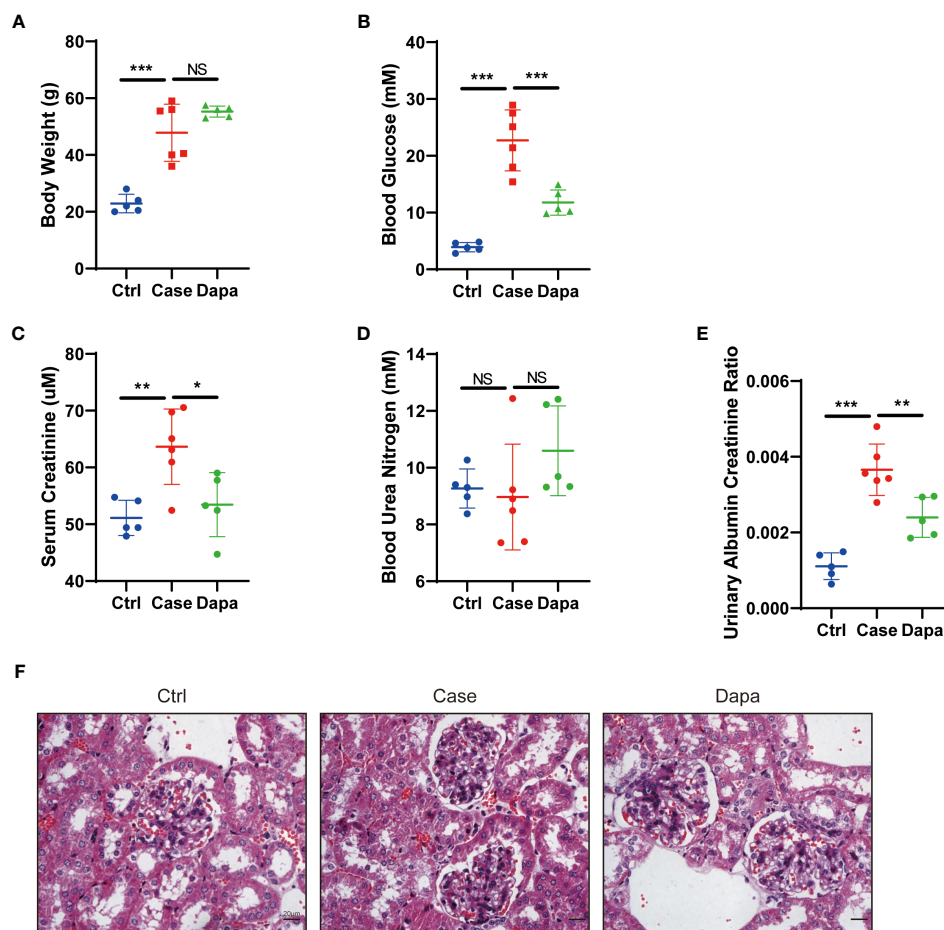 A
Body Weight (g)
80
60
40
20
0
***
NS
Ctrl Case Dapa
B
Blood Glucose (mM)
40
30
20
10
0
***
***
Ctrl Case Dapa
C
Serum Creatinine (uM)
80
70
60
50
40
**
*
Ctrl Case Dapa
D
Blood Urea Nitrogen (mM)
14
12
10
8
6
NS
NS
Ctrl Case Dapa
E
Urinary Albumin Creatinine Ratio
0.006
0.004
0.002
0.000
***
**
Ctrl Case Dapa
F
Ctrl
Case
Dapa
20μm